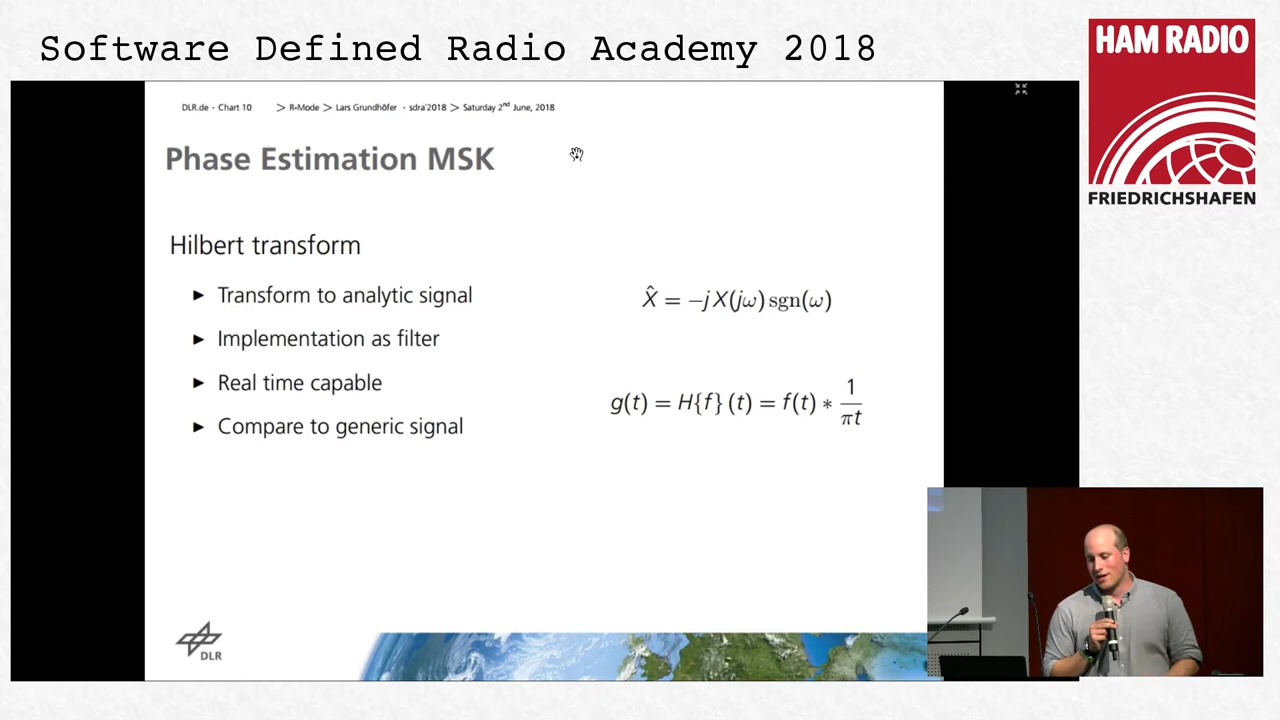 Software Defined Radio Academy 2018
HAM RADIO
FRIEDRICHSHAFEN
DLR.de · Chart 10 > R-Mode > Lars Grundhöfer · sdra'2018 > Saturday 2nd June, 2018
Phase Estimation MSK
Hilbert transform
► Transform to analytic signal
► Implementation as filter
► Real time capable
► Compare to generic signal
X̂ = −jX(jω) sgn(ω)
g(t) = H{f} (t) = f(t) ∗ 1/πt
DLR